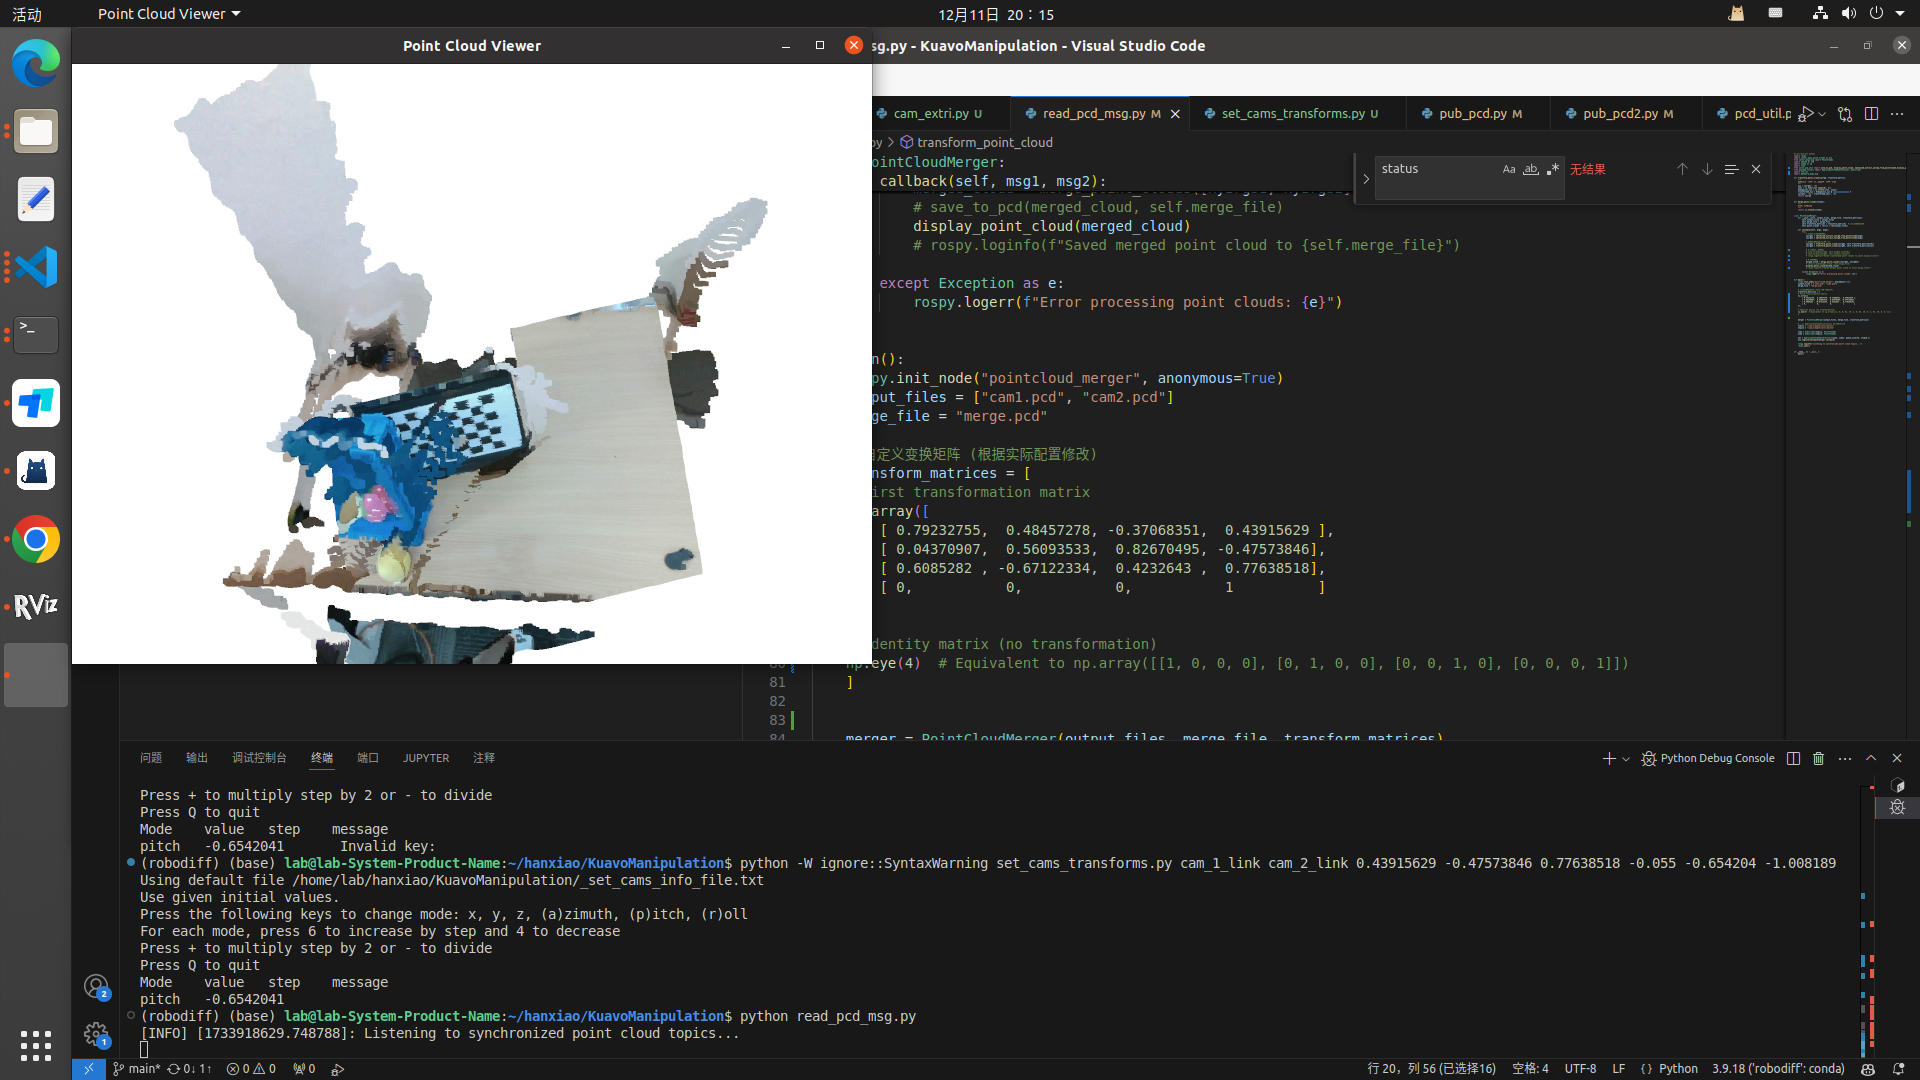 活动
Point Cloud Viewer
12月11日 20：15
Point Cloud Viewer
sg.py - KuavoManipulation - Visual Studio Code
cam_extri.py U
read_pcd_msg.py M
set_cams_transforms.py U
pub_pcd.py M
pub_pcd2.py M
pcd_util.p
py > transform_point_cloud
status
Aa
ab
.*
无结果
ointCloudMerger:
callback(self, msg1, msg2):
# save_to_pcd(merged_cloud, self.merge_file)
display_point_cloud(merged_cloud)
# rospy.loginfo(f"Saved merged point cloud to {self.merge_file}")
except Exception as e:
rospy.logerr(f"Error processing point clouds: {e}")
n():
py.init_node("pointcloud_merger", anonymous=True)
put_files = ["cam1.pcd", "cam2.pcd"]
ge_file = "merge.pcd"
自定义变换矩阵 (根据实际配置修改)
nsform_matrices = [
irst transformation matrix
array([
[ 0.79232755,  0.48457278, -0.37068351,  0.43915629 ],
[ 0.04370907,  0.56093533,  0.82670495, -0.47573846],
[ 0.6085282 , -0.67122334,  0.4232643 ,  0.77638518],
[ 0,           0,           0,           1          ]
dentity matrix (no transformation)
np.eye(4)  # Equivalent to np.array([[1, 0, 0, 0], [0, 1, 0, 0], [0, 0, 1, 0], [0, 0, 0, 1]])
81 ]
82
83
84 merger = PointCloudMerger(output_files, merge_file, transform_matrices)
RViz
问题 输出 调试控制台 终端 端口 JUPYTER 注释
Python Debug Console
Press + to multiply step by 2 or - to divide
Press Q to quit
Mode    value   step    message
pitch   -0.6542041       Invalid key:
(robodiff) (base) lab@lab-System-Product-Name:~/hanxiao/KuavoManipulation$ python -W ignore::SyntaxWarning set_cams_transforms.py cam_1_link cam_2_link 0.43915629 -0.47573846 0.77638518 -0.055 -0.654204 -1.008189
Using default file /home/lab/hanxiao/KuavoManipulation/_set_cams_info_file.txt
Use given initial values.
Press the following keys to change mode: x, y, z, (a)zimuth, (p)itch, (r)oll
For each mode, press 6 to increase by step and 4 to decrease
Press + to multiply step by 2 or - to divide
Press Q to quit
Mode    value   step    message
pitch   -0.6542041
(robodiff) (base) lab@lab-System-Product-Name:~/hanxiao/KuavoManipulation$ python read_pcd_msg.py
[INFO] [1733918629.748788]: Listening to synchronized point cloud topics...
2
1
main* 0↓ 1↑ 0 0 0
行 20，列 56 (已选择16) 空格: 4 UTF-8 LF {} Python 3.9.18 ('robodiff': conda)